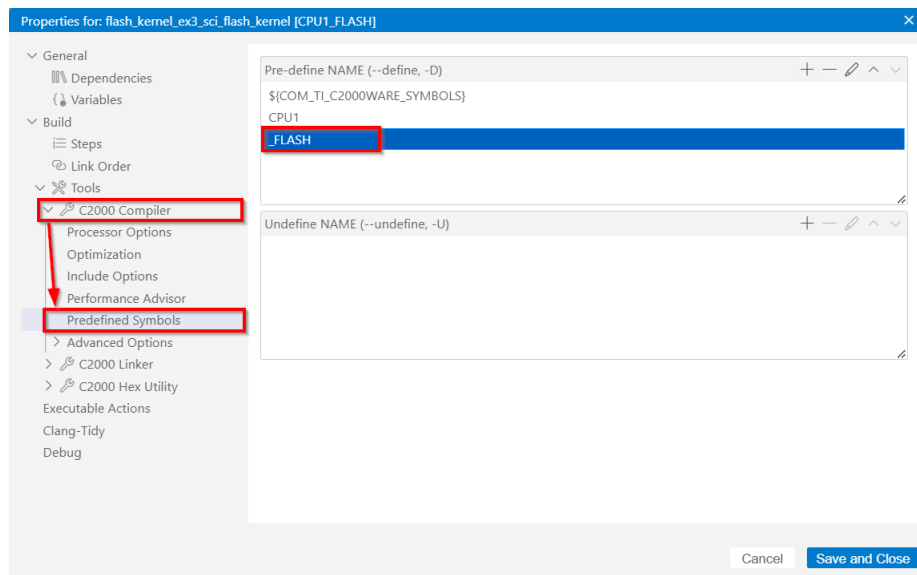 Properties for: flash_kernel_ex3_sci_flash_kernel [CPU1_FLASH]
General
Dependencies
Variables
Build
Steps
Link Order
Tools
C2000 Compiler
Processor Options
Optimization
Include Options
Performance Advisor
Predefined Symbols
Advanced Options
C2000 Linker
C2000 Hex Utility
Executable Actions
Clang-Tidy
Debug
Pre-define NAME (--define, -D)
${COM_TI_C2000WARE_SYMBOLS}
CPU1
_FLASH
Undefine NAME (--undefine, -U)
Cancel
Save and Close